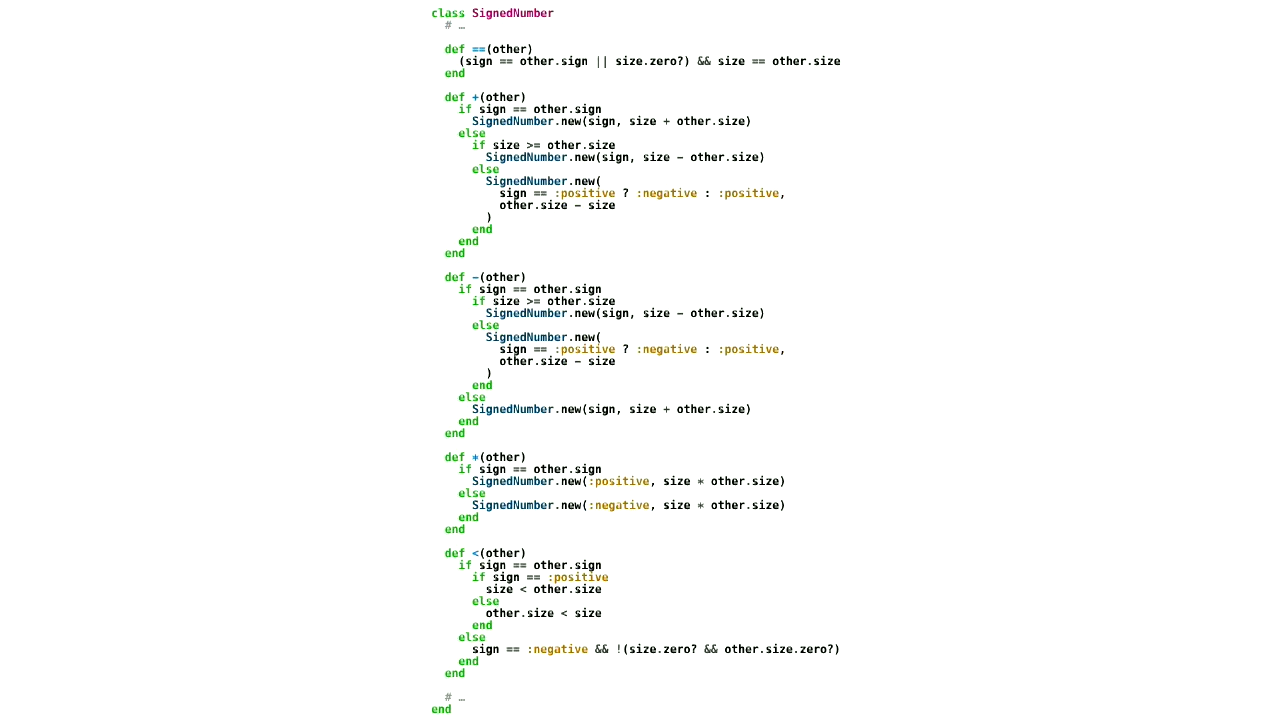 class SignedNumber
  # …

  def ==(other)
    (sign == other.sign || size.zero?) && size == other.size
  end

  def +(other)
    if sign == other.sign
      SignedNumber.new(sign, size + other.size)
    else
      if size >= other.size
        SignedNumber.new(sign, size - other.size)
      else
        SignedNumber.new(
          sign == :positive ? :negative : :positive,
          other.size - size
        )
      end
    end
  end

  def -(other)
    if sign == other.sign
      if size >= other.size
        SignedNumber.new(sign, size - other.size)
      else
        SignedNumber.new(
          sign == :positive ? :negative : :positive,
          other.size - size
        )
      end
    else
      SignedNumber.new(sign, size + other.size)
    end
  end

  def *(other)
    if sign == other.sign
      SignedNumber.new(:positive, size * other.size)
    else
      SignedNumber.new(:negative, size * other.size)
    end
  end

  def <(other)
    if sign == other.sign
      if sign == :positive
        size < other.size
      else
        other.size < size
      end
    else
      sign == :negative && !(size.zero? && other.size.zero?)
    end
  end

  # …
end